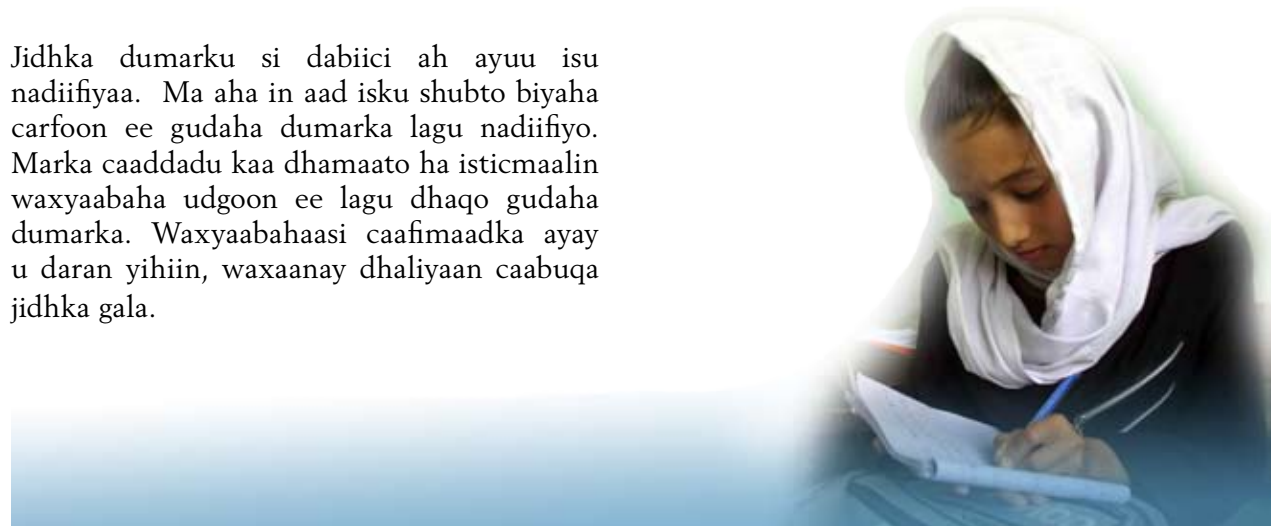 Jidhka dumarku si dabiici ah ayuu isu
nadiifiyaa. Ma aha in aad isku shubto biyaha
carfoon ee gudaha dumarka lagu nadiifiyo.
Marka caaddadu kaa dhamaato ha isticmaalin
waxyaabaha udgoon ee lagu dhaqo gudaha
dumarka. Waxyaabahaasi caafimaadka ayay
u daran yihiin, waxaanay dhaliyaan caabuqa
jidhka gala.